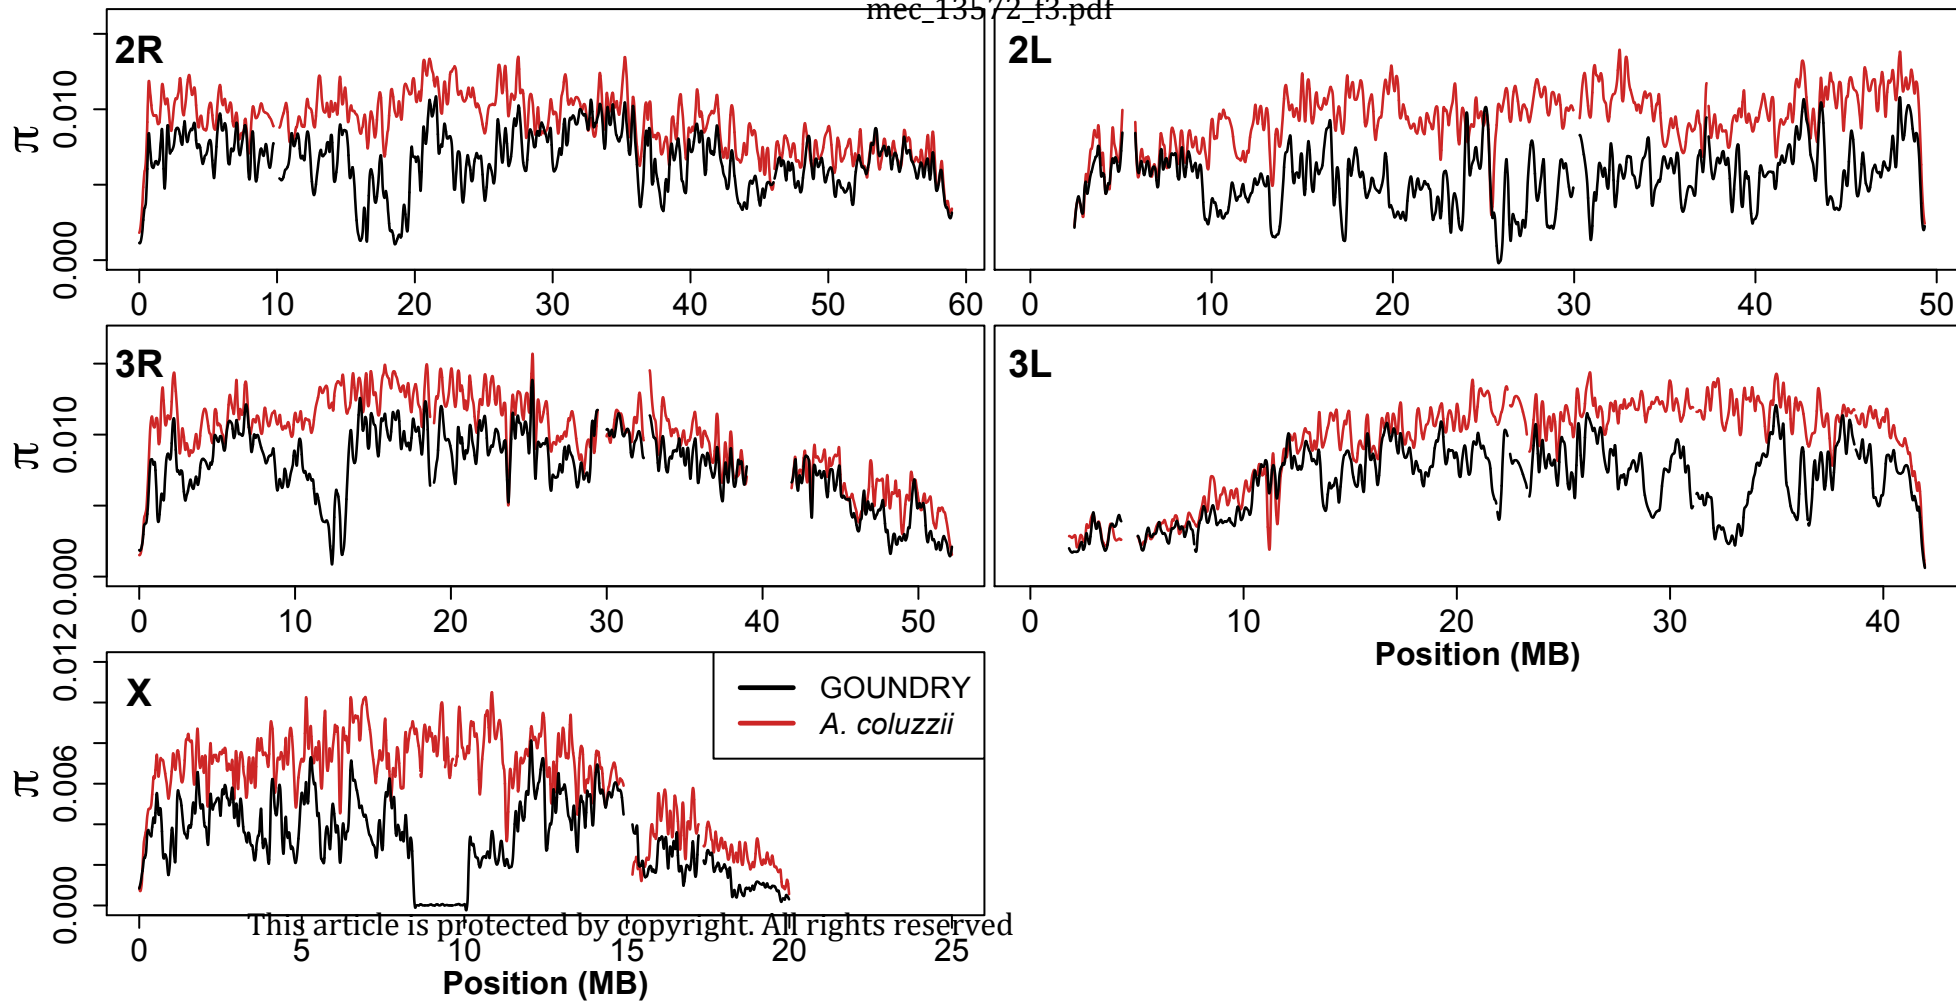 mec_13572_f3.pdf
2R
π
0.000 0.010
0 10 20 30 40 50 60
2L
0 10 20 30 40 50
3R
π
0.000 0.010
0 10 20 30 40 50
3L
0 10 20 30 40
Position (MB)
X
π
0.000 0.006 0.012
GOUNDRY
A. coluzzii
This article is protected by copyright. All rights reserved
0 5 10 15 20 25
Position (MB)